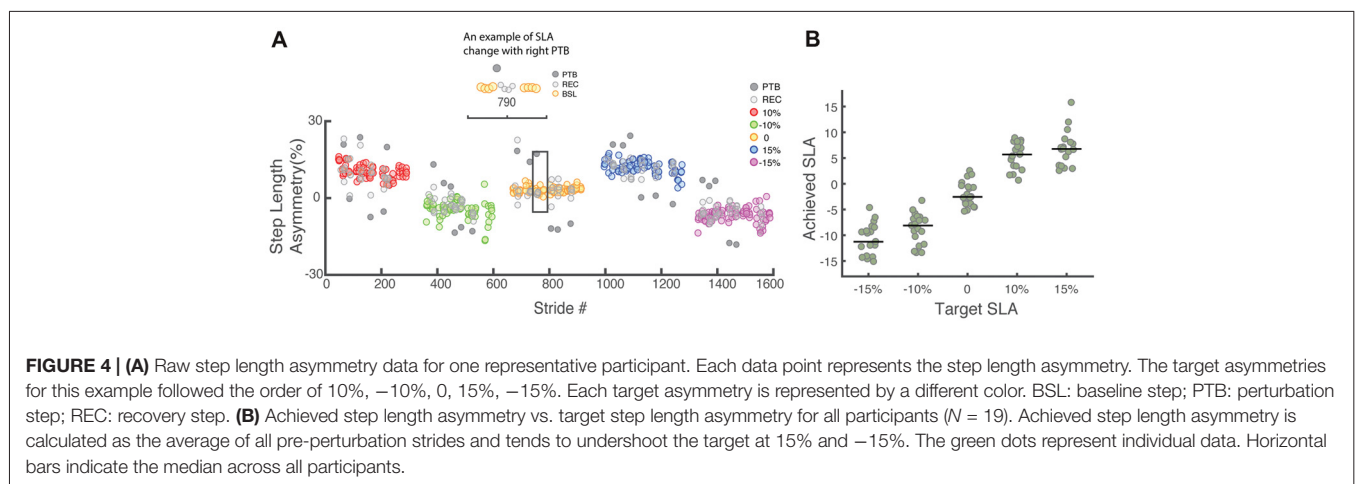 A
An example of SLA
change with right PTB
PTB
REC
BSL
790
PTB
REC
10%
-10%
0
15%
-15%
30
0
-30
Step Length
Asymmetry(%)
0 200 400 600 800 1000 1200 1400 1600
Stride #
B
15
10
5
0
-5
-10
-15
Achieved SLA
-15% -10% 0 10% 15%
Target SLA
FIGURE 4 | (A) Raw step length asymmetry data for one representative participant. Each data point represents the step length asymmetry. The target asymmetries
for this example followed the order of 10%, −10%, 0, 15%, −15%. Each target asymmetry is represented by a different color. BSL: baseline step; PTB: perturbation
step; REC: recovery step. (B) Achieved step length asymmetry vs. target step length asymmetry for all participants (N = 19). Achieved step length asymmetry is
calculated as the average of all pre-perturbation strides and tends to undershoot the target at 15% and −15%. The green dots represent individual data. Horizontal
bars indicate the median across all participants.